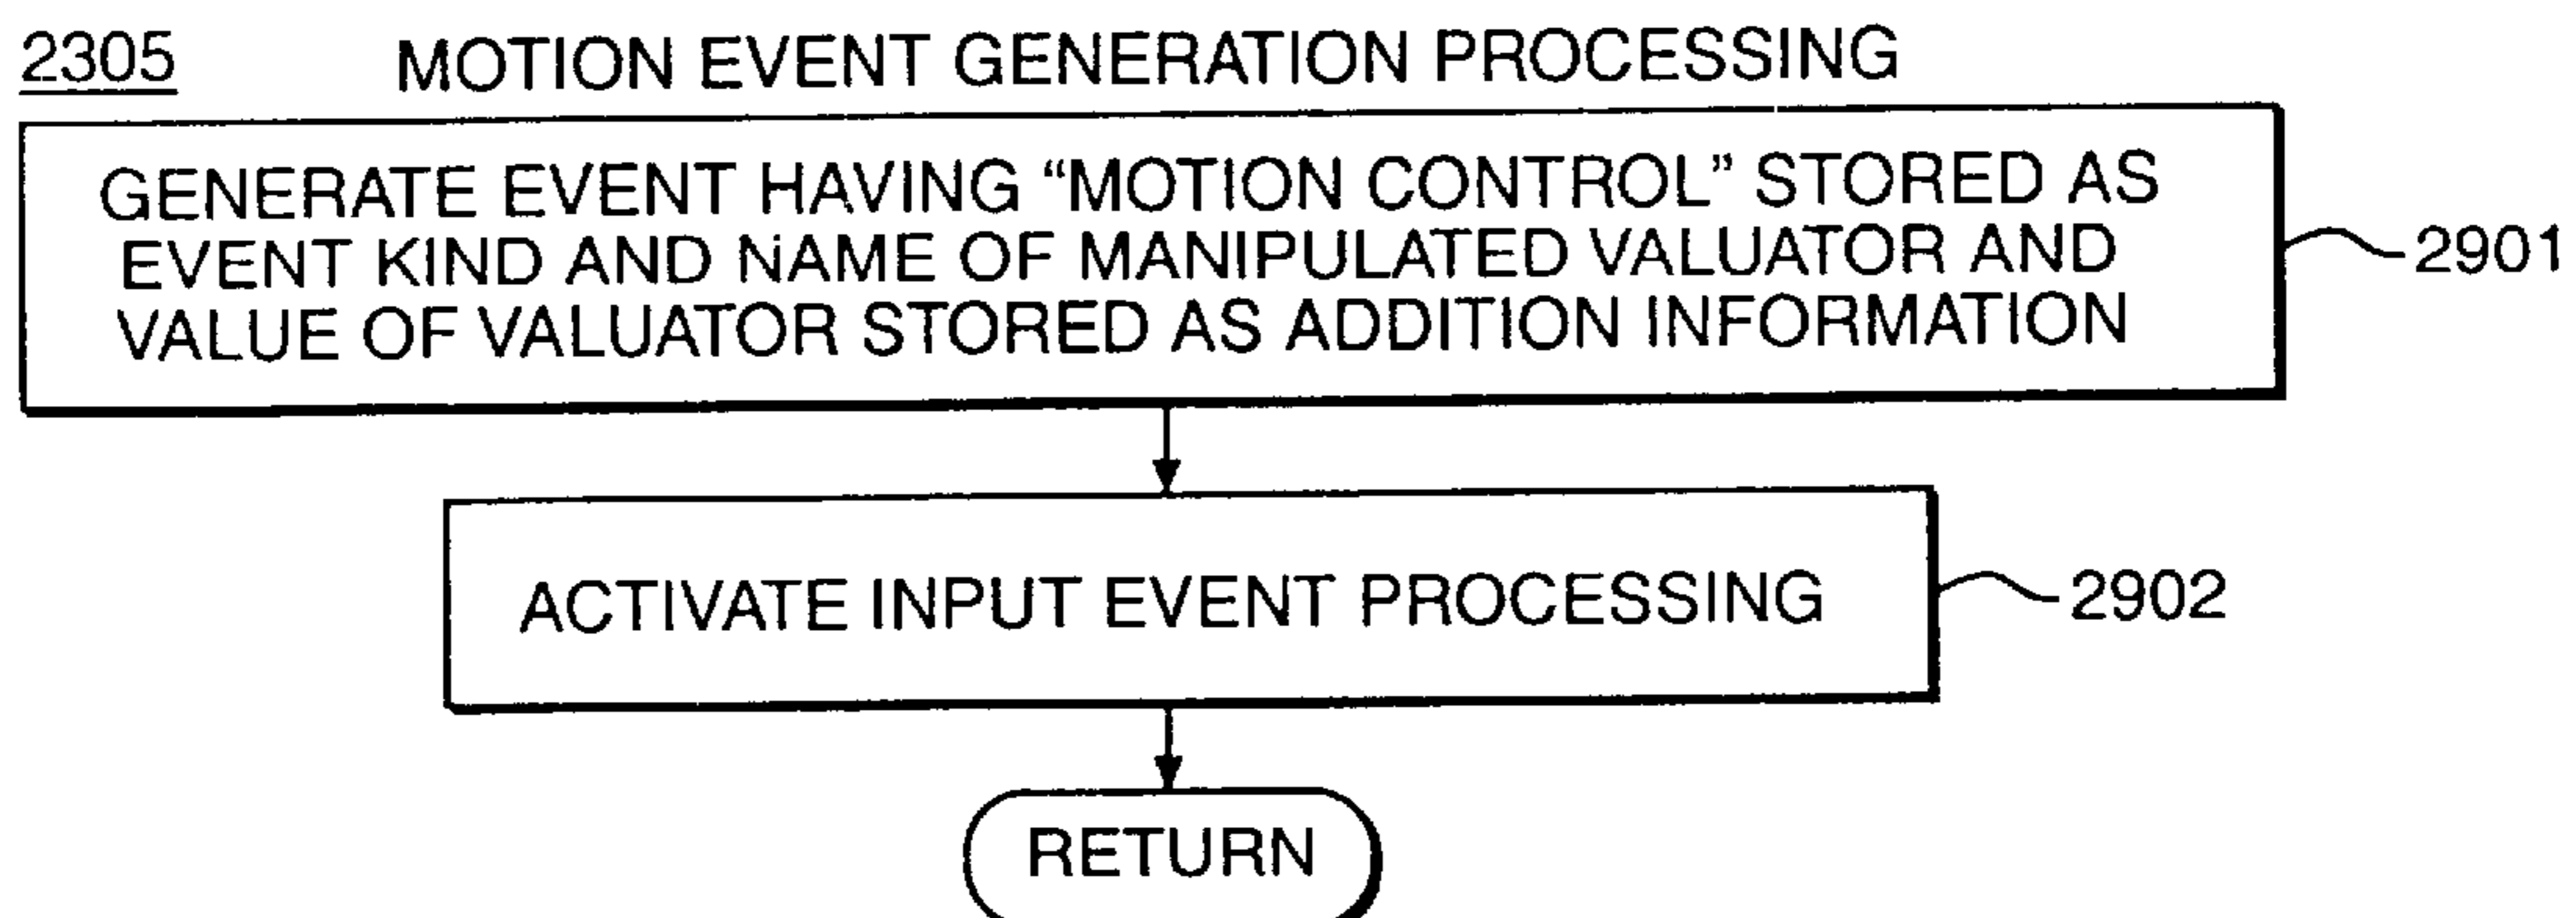 2305 MOTION EVENT GENERATION PROCESSING
GENERATE EVENT HAVING “MOTION CONTROL” STORED AS
EVENT KIND AND NAME OF MANIPULATED VALUATOR AND
VALUE OF VALUATOR STORED AS ADDITION INFORMATION
2901
ACTIVATE INPUT EVENT PROCESSING
2902
RETURN